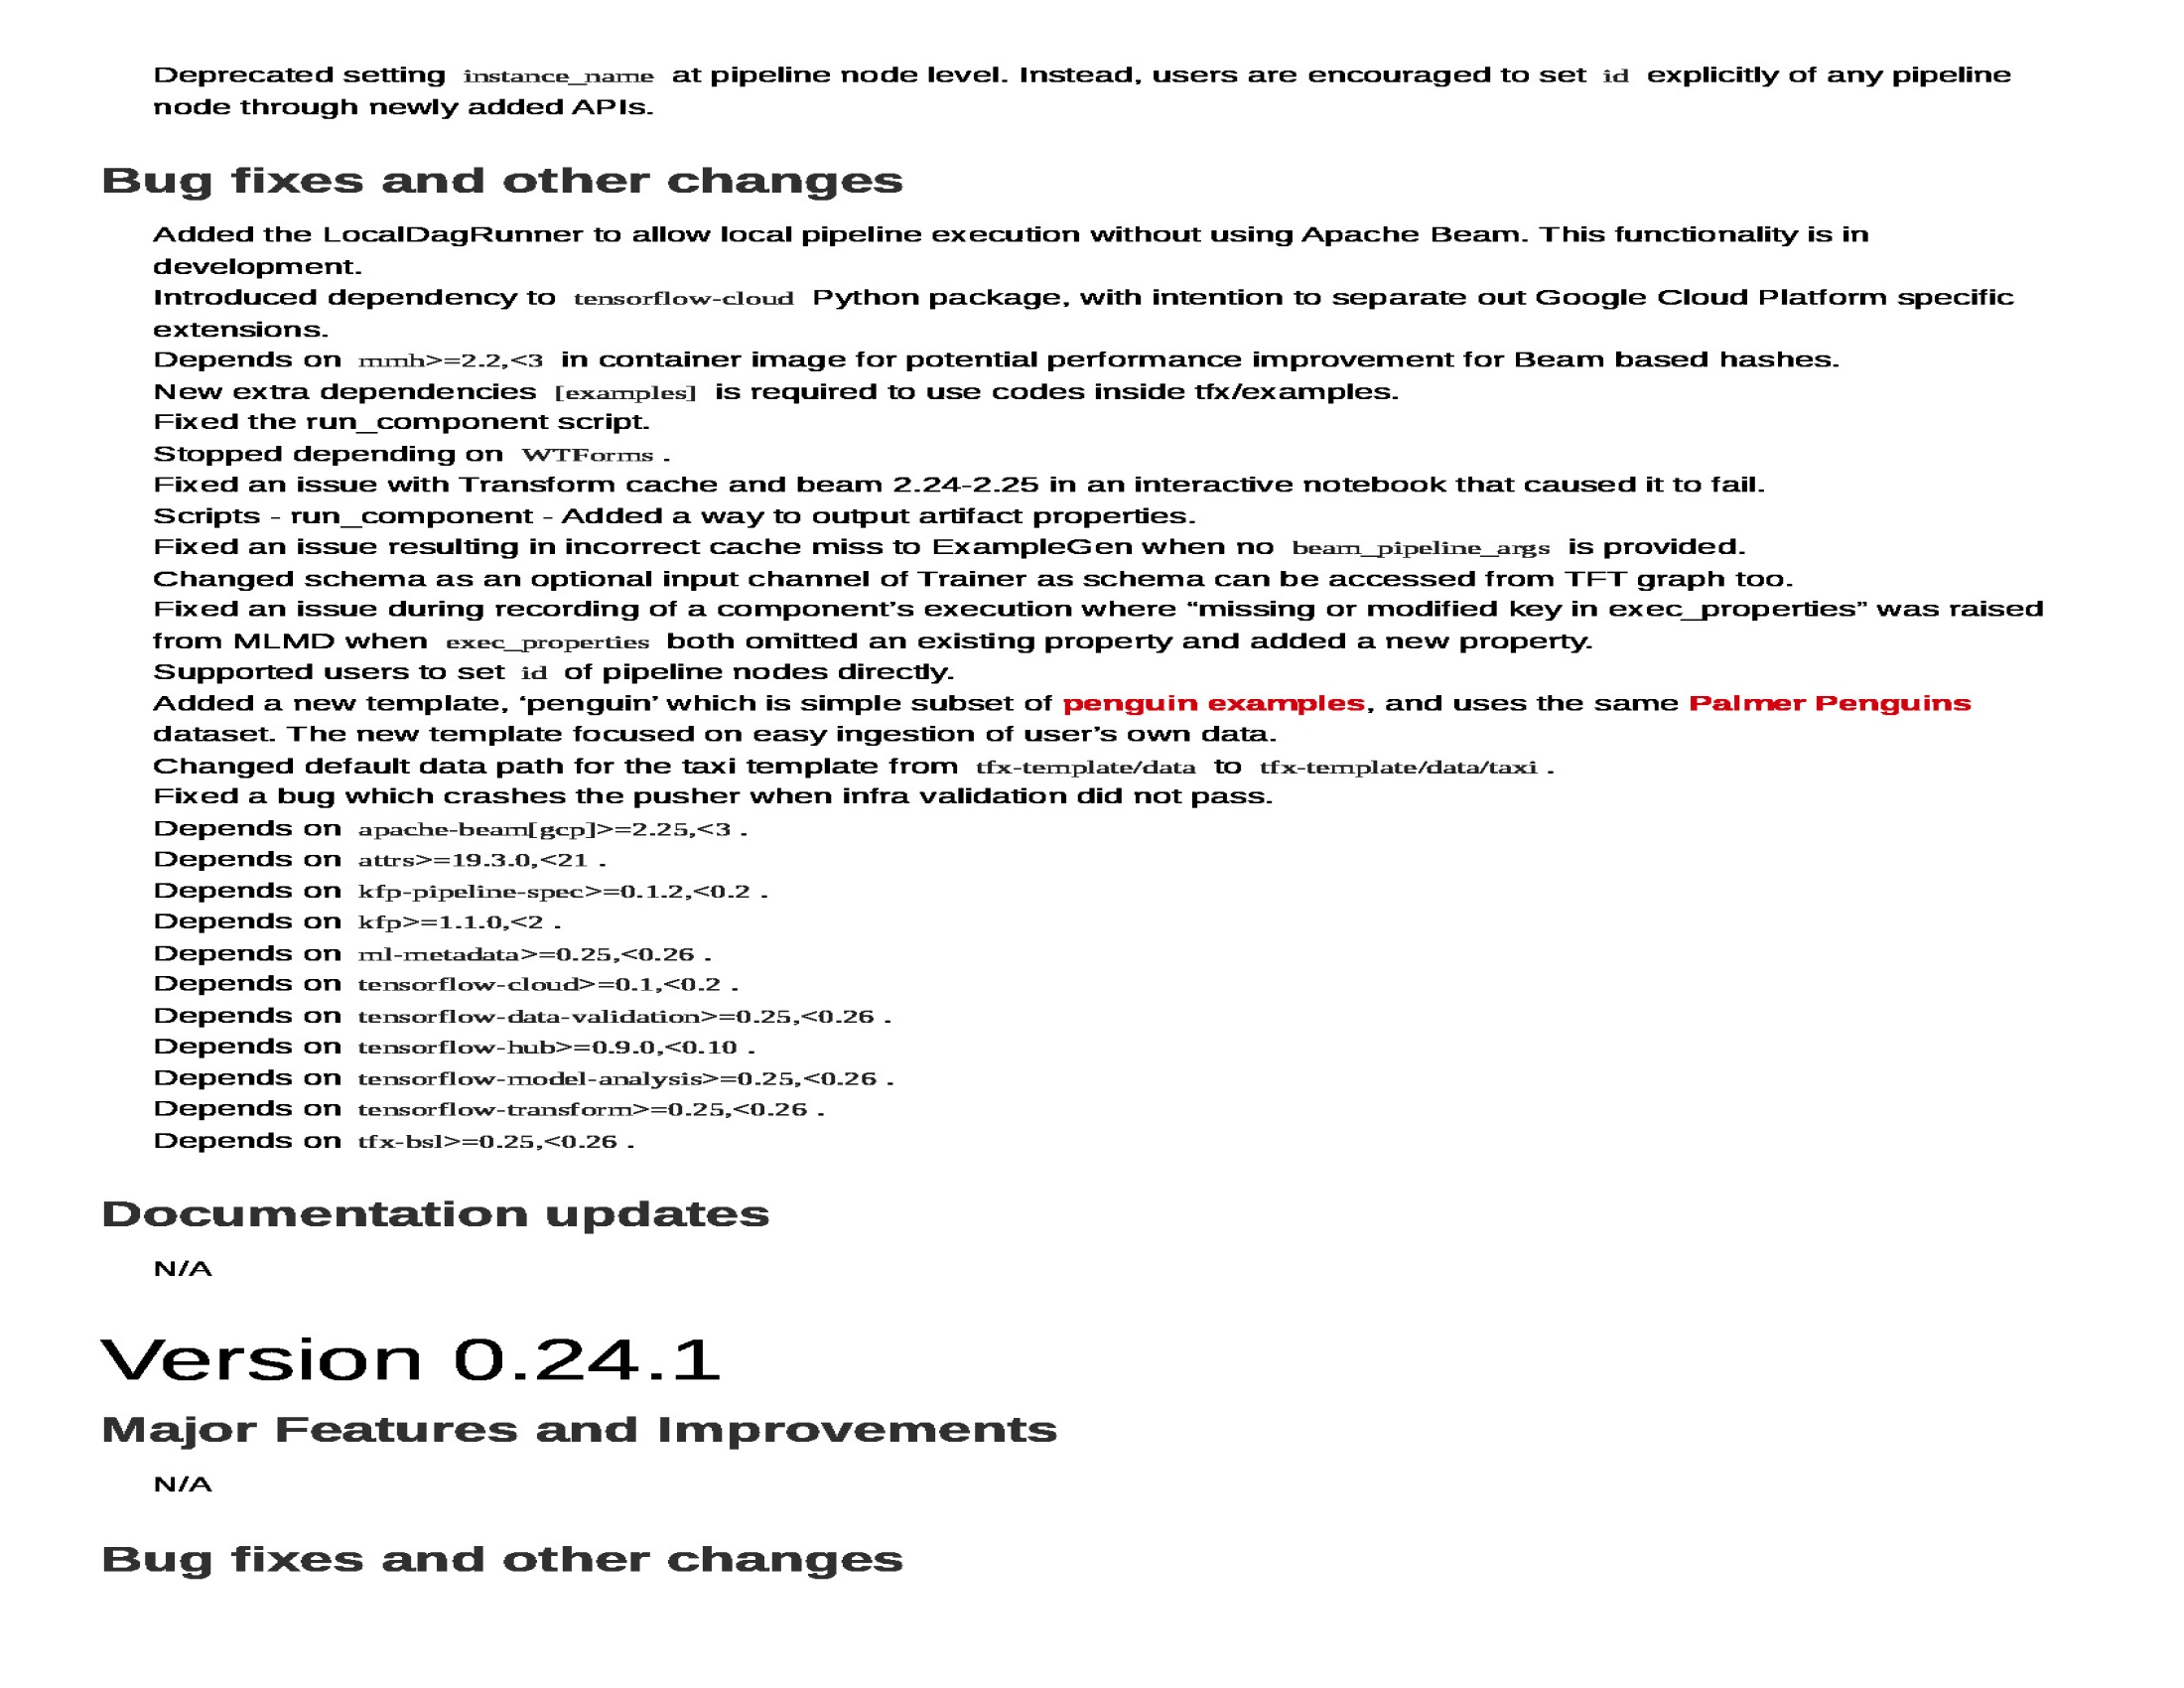 Deprecated setting instance_name at pipeline node level. Instead, users are encouraged to set id explicitly of any pipeline
node through newly added APIs.
Bug fixes and other changes
Added the LocalDagRunner to allow local pipeline execution without using Apache Beam. This functionality is in
development.
Introduced dependency to tensorflow-cloud Python package, with intention to separate out Google Cloud Platform specific
extensions.
Depends on mmh>=2.2,<3 in container image for potential performance improvement for Beam based hashes.
New extra dependencies [examples] is required to use codes inside tfx/examples.
Fixed the run_component script.
Stopped depending on WTForms .
Fixed an issue with Transform cache and beam 2.24-2.25 in an interactive notebook that caused it to fail.
Scripts - run_component - Added a way to output artifact properties.
Fixed an issue resulting in incorrect cache miss to ExampleGen when no beam_pipeline_args is provided.
Changed schema as an optional input channel of Trainer as schema can be accessed from TFT graph too.
Fixed an issue during recording of a component’s execution where “missing or modified key in exec_properties” was raised
from MLMD when exec_properties both omitted an existing property and added a new property.
Supported users to set id of pipeline nodes directly.
Added a new template, ‘penguin’ which is simple subset of penguin examples, and uses the same Palmer Penguins
dataset. The new template focused on easy ingestion of user’s own data.
Changed default data path for the taxi template from tfx-template/data to tfx-template/data/taxi .
Fixed a bug which crashes the pusher when infra validation did not pass.
Depends on apache-beam[gcp]>=2.25,<3 .
Depends on attrs>=19.3.0,<21 .
Depends on kfp-pipeline-spec>=0.1.2,<0.2 .
Depends on kfp>=1.1.0,<2 .
Depends on ml-metadata>=0.25,<0.26 .
Depends on tensorflow-cloud>=0.1,<0.2 .
Depends on tensorflow-data-validation>=0.25,<0.26 .
Depends on tensorflow-hub>=0.9.0,<0.10 .
Depends on tensorflow-model-analysis>=0.25,<0.26 .
Depends on tensorflow-transform>=0.25,<0.26 .
Depends on tfx-bsl>=0.25,<0.26 .
Documentation updates
N/A
Version 0.24.1
Major Features and Improvements
N/A
Bug fixes and other changes